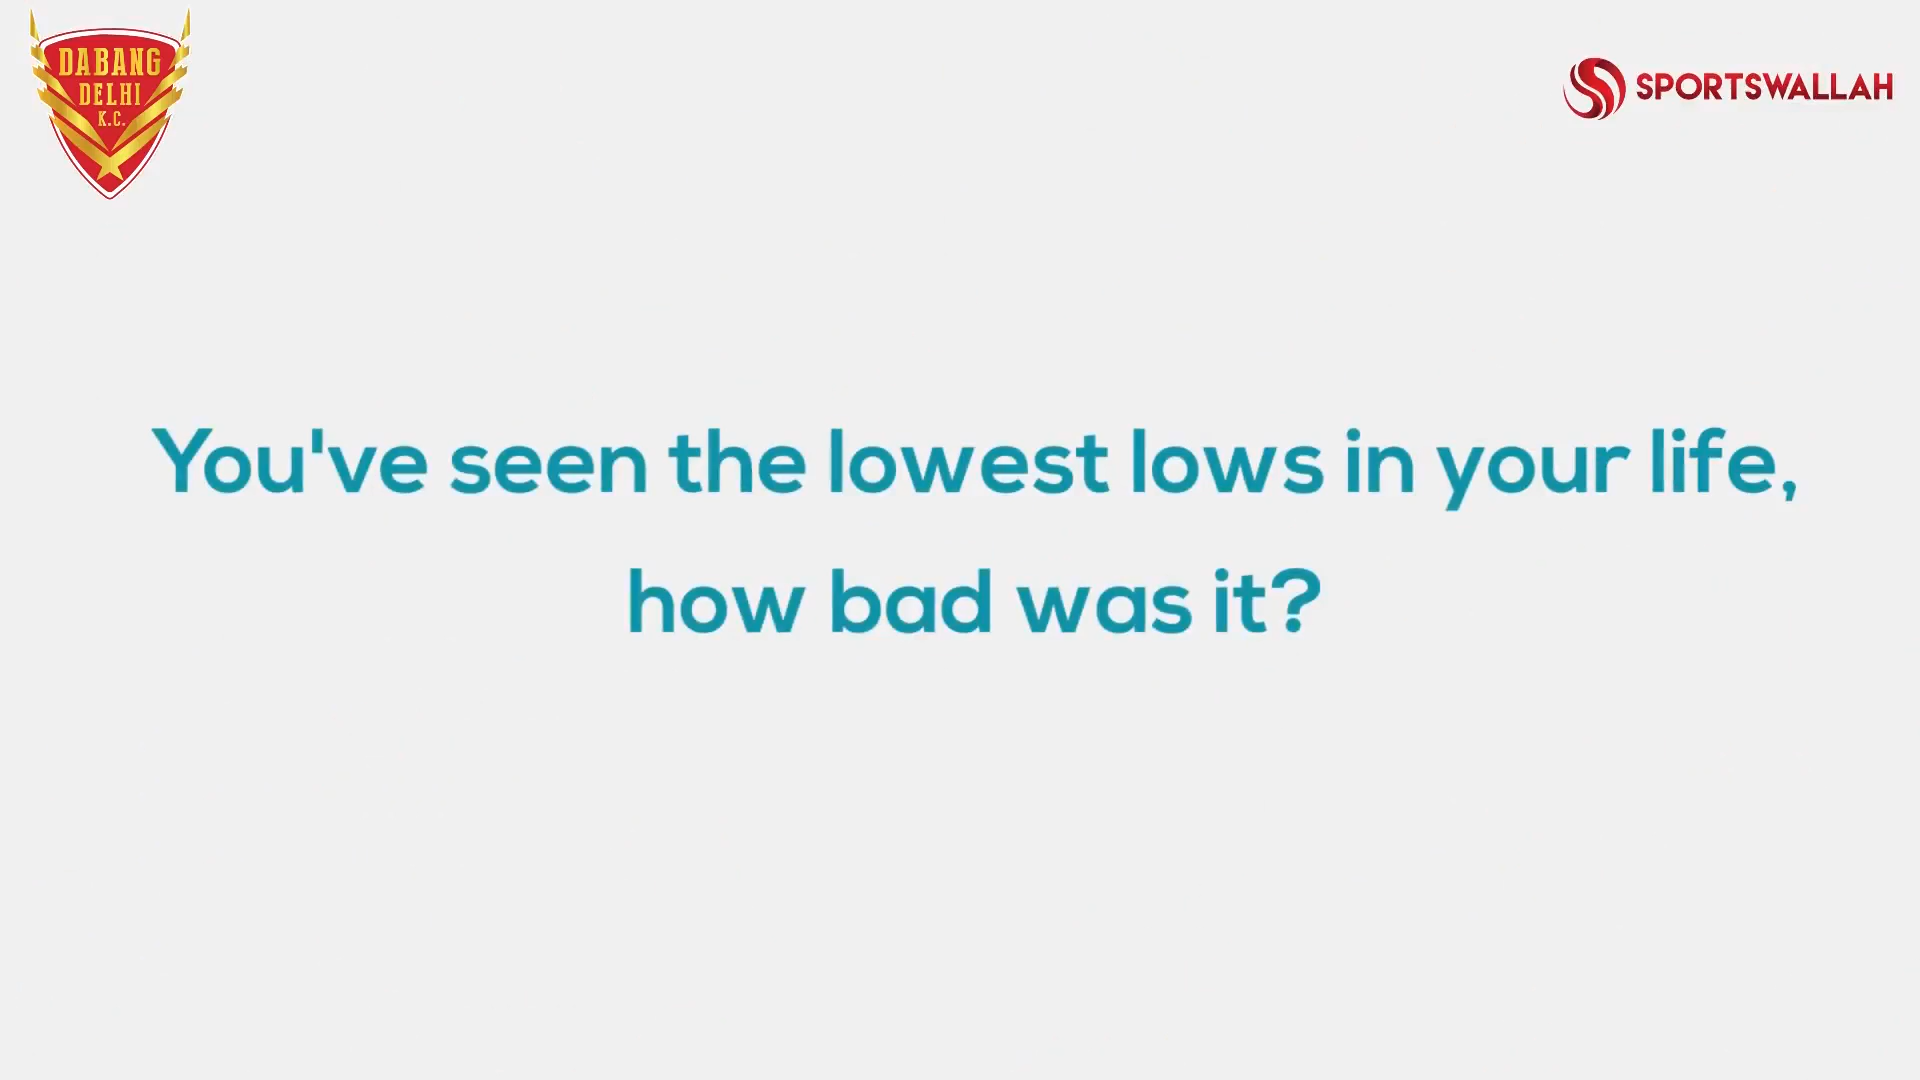 DABANG
DELHI
K.C.
SPORTSWALLAH
You've seen the lowest lows in your life,
how bad was it?